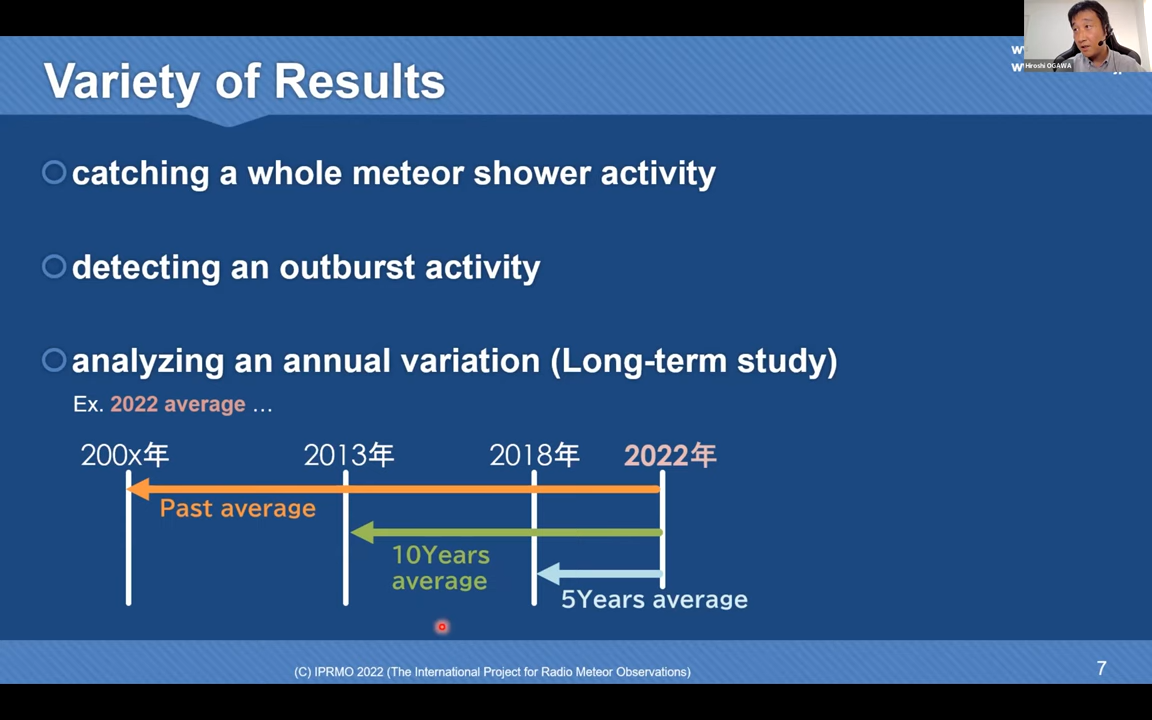 Variety of Results
Hiroshi OGAWA
catching a whole meteor shower activity
detecting an outburst activity
analyzing an annual variation (Long-term study)
Ex. 2022 average …
200x年 2013年 2018年 2022年
Past average
10Years
average
5Years average
(C) IPRMO 2022 (The International Project for Radio Meteor Observations)
7